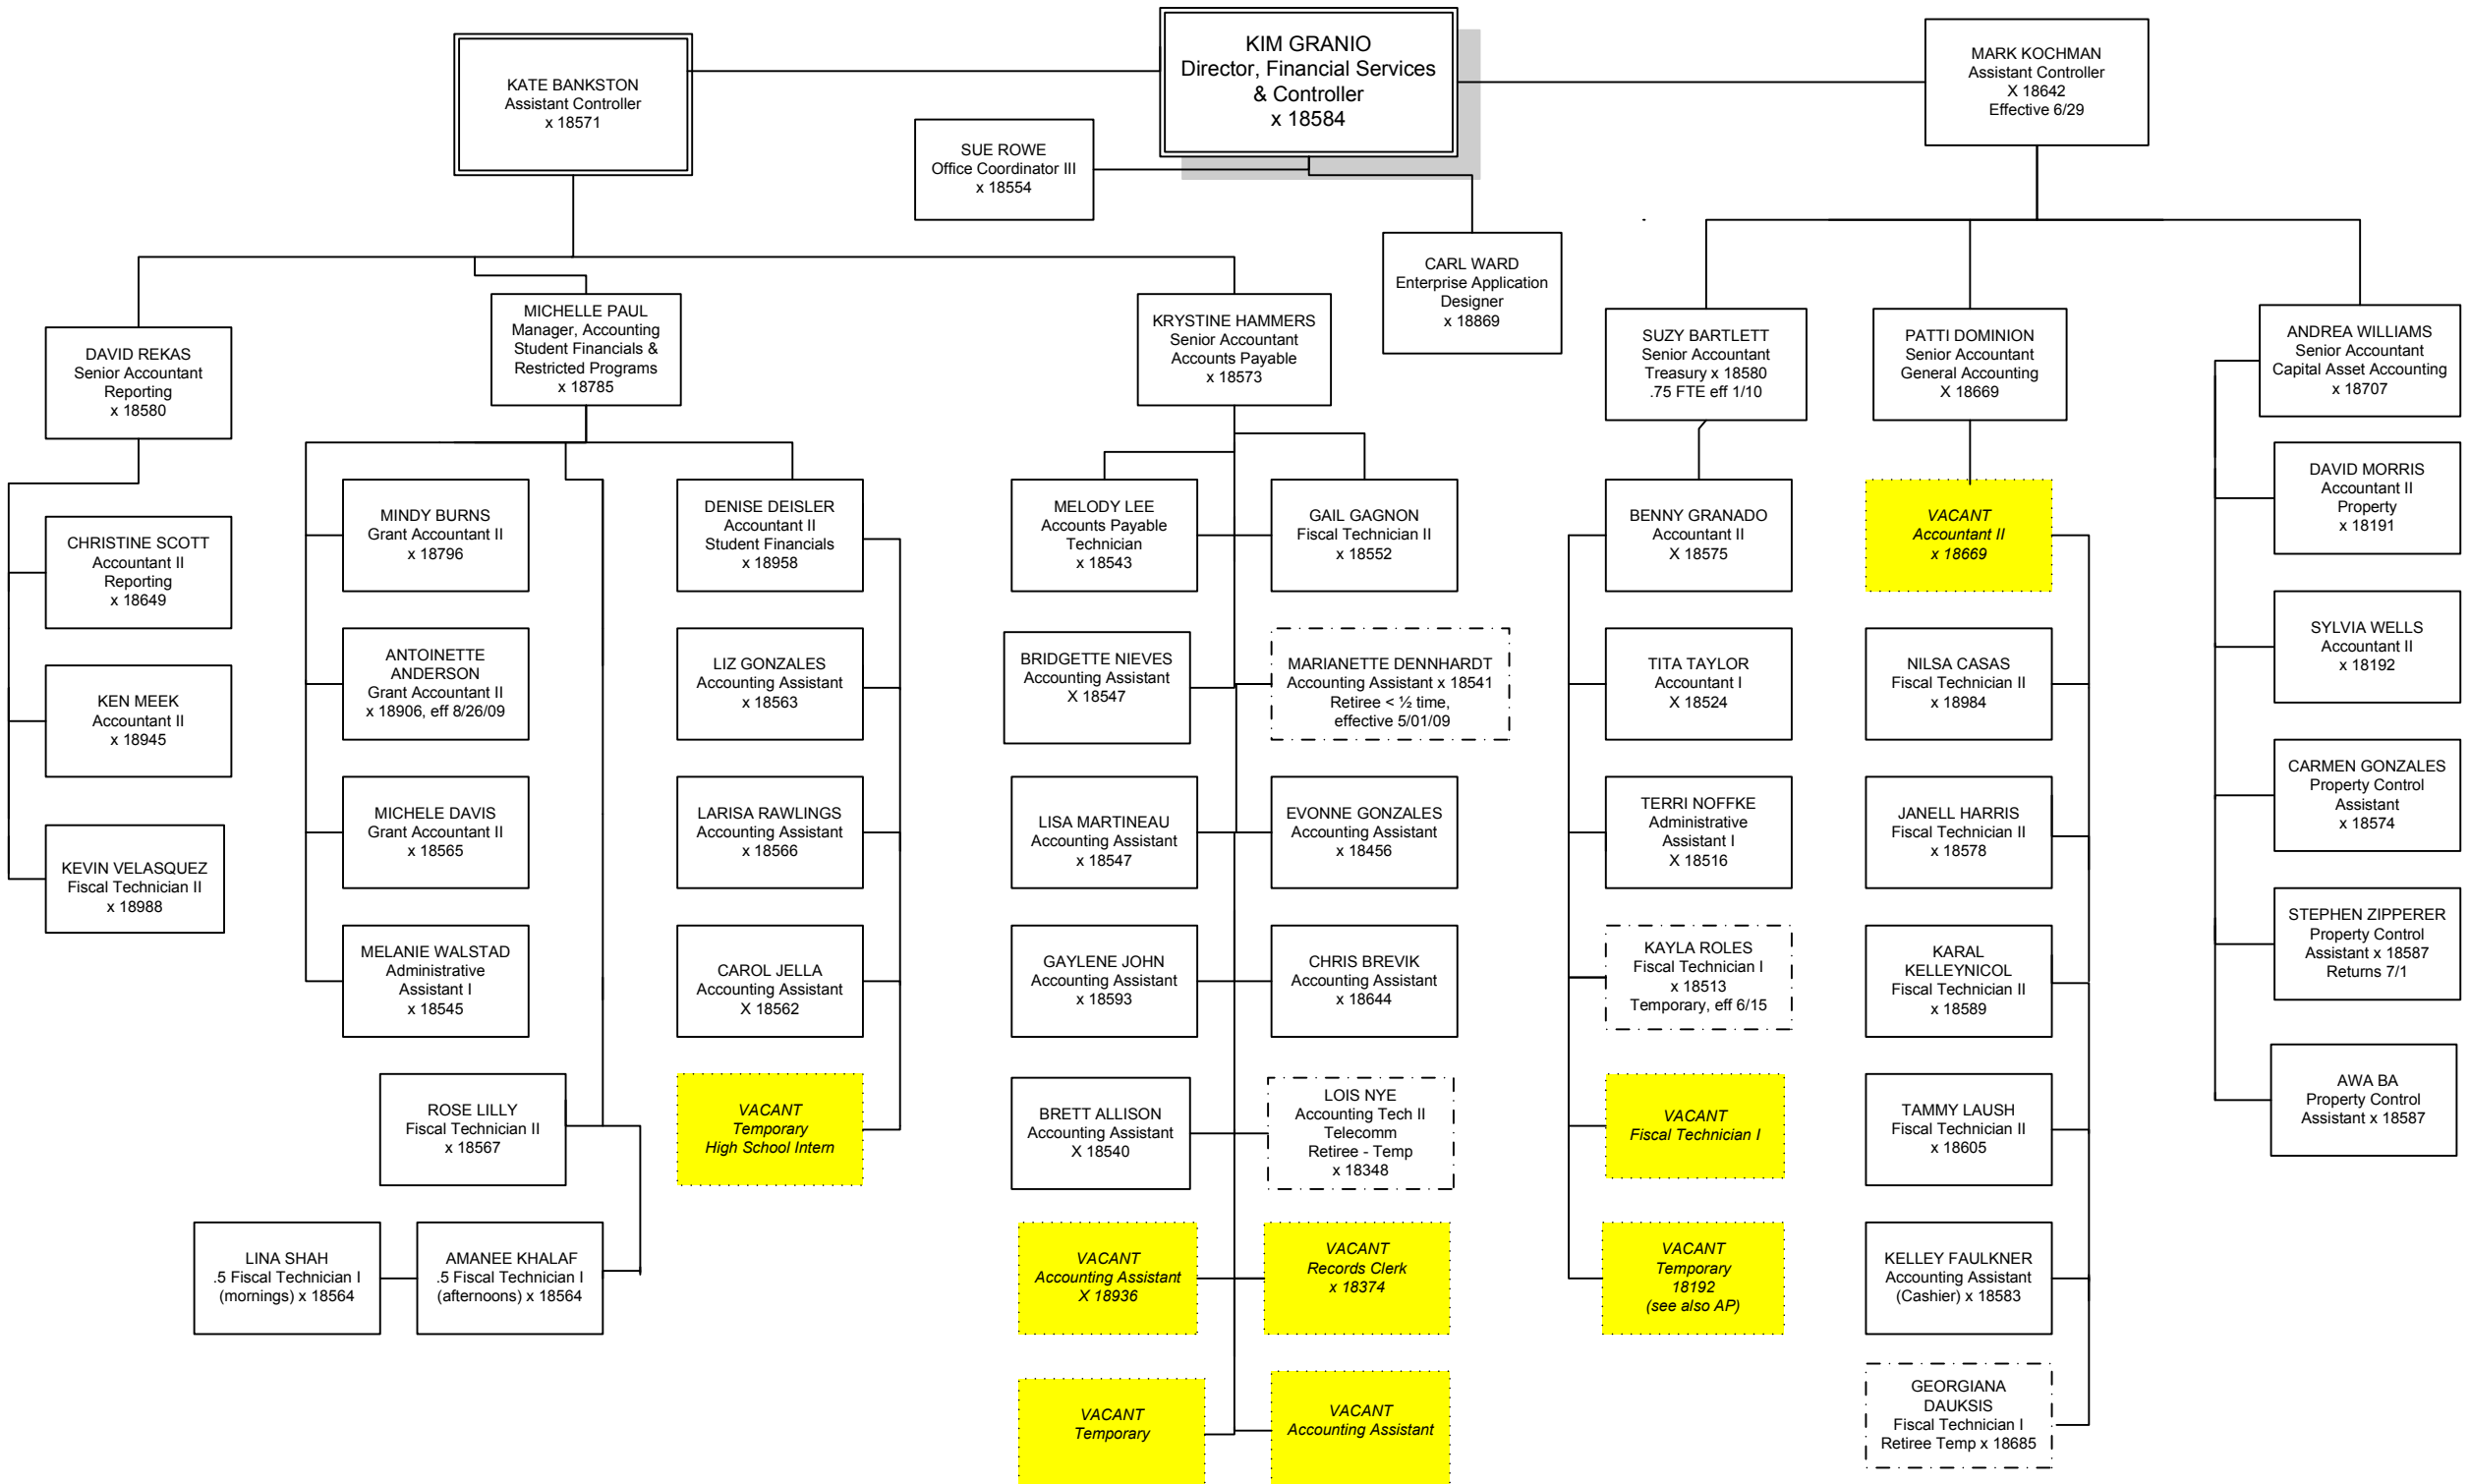 KIM GRANIO
Director, Financial Services
& Controller
x 18584
KATE BANKSTON
Assistant Controller
x 18571
MARK KOCHMAN
Assistant Controller
X 18642
Effective 6/29
SUE ROWE
Office Coordinator III
x 18554
CARL WARD
Enterprise Application
Designer
x 18869
DAVID REKAS
Senior Accountant
Reporting
x 18580
MICHELLE PAUL
Manager, Accounting
Student Financials &
Restricted Programs
x 18785
KRYSTINE HAMMERS
Senior Accountant
Accounts Payable
x 18573
SUZY BARTLETT
Senior Accountant
Treasury x 18580
.75 FTE eff 1/10
PATTI DOMINION
Senior Accountant
General Accounting
X 18669
ANDREA WILLIAMS
Senior Accountant
Capital Asset Accounting
x 18707
CHRISTINE SCOTT
Accountant II
Reporting
x 18649
KEN MEEK
Accountant II
x 18945
KEVIN VELASQUEZ
Fiscal Technician II
x 18988
MINDY BURNS
Grant Accountant II
x 18796
ANTOINETTE
ANDERSON
Grant Accountant II
x 18906, eff 8/26/09
MICHELE DAVIS
Grant Accountant II
x 18565
MELANIE WALSTAD
Administrative
Assistant I
x 18545
ROSE LILLY
Fiscal Technician II
x 18567
LINA SHAH
.5 Fiscal Technician I
(mornings) x 18564
AMANEE KHALAF
.5 Fiscal Technician I
(afternoons) x 18564
DENISE DEISLER
Accountant II
Student Financials
x 18958
LIZ GONZALES
Accounting Assistant
x 18563
LARISA RAWLINGS
Accounting Assistant
x 18566
CAROL JELLA
Accounting Assistant
X 18562
VACANT
Temporary
High School Intern
MELODY LEE
Accounts Payable
Technician
x 18543
GAIL GAGNON
Fiscal Technician II
x 18552
BRIDGETTE NIEVES
Accounting Assistant
X 18547
MARIANETTE DENNHARDT
Accounting Assistant x 18541
Retiree < ½ time,
effective 5/01/09
LISA MARTINEAU
Accounting Assistant
x 18547
EVONNE GONZALES
Accounting Assistant
x 18456
GAYLENE JOHN
Accounting Assistant
x 18593
CHRIS BREVIK
Accounting Assistant
x 18644
BRETT ALLISON
Accounting Assistant
X 18540
LOIS NYE
Accounting Tech II
Telecomm
Retiree - Temp
x 18348
VACANT
Accounting Assistant
X 18936
VACANT
Records Clerk
x 18374
VACANT
Temporary
VACANT
Accounting Assistant
BENNY GRANADO
Accountant II
X 18575
TITA TAYLOR
Accountant I
X 18524
TERRI NOFFKE
Administrative
Assistant I
X 18516
KAYLA ROLES
Fiscal Technician I
x 18513
Temporary, eff 6/15
VACANT
Fiscal Technician I
VACANT
Temporary
18192
(see also AP)
VACANT
Accountant II
x 18669
NILSA CASAS
Fiscal Technician II
x 18984
JANELL HARRIS
Fiscal Technician II
x 18578
KARAL
KELLEYNICOL
Fiscal Technician II
x 18589
TAMMY LAUSH
Fiscal Technician II
x 18605
KELLEY FAULKNER
Accounting Assistant
(Cashier) x 18583
GEORGIANA
DAUKSIS
Fiscal Technician I
Retiree Temp x 18685
DAVID MORRIS
Accountant II
Property
x 18191
SYLVIA WELLS
Accountant II
x 18192
CARMEN GONZALES
Property Control
Assistant
x 18574
STEPHEN ZIPPERER
Property Control
Assistant x 18587
Returns 7/1
AWA BA
Property Control
Assistant x 18587